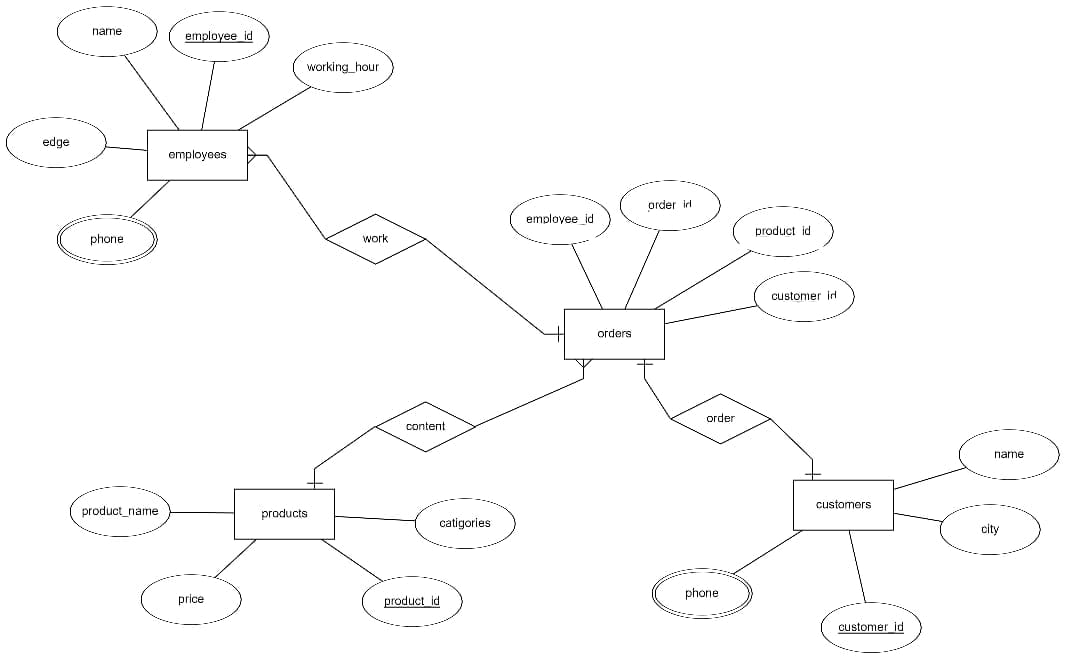 name
employee_id
working_hour
edge
employees
phone
work
employee_id
order_id
product_id
customer_id
orders
content
order
name
product_name
products
catigories
customers
city
price
product_id
phone
customer_id